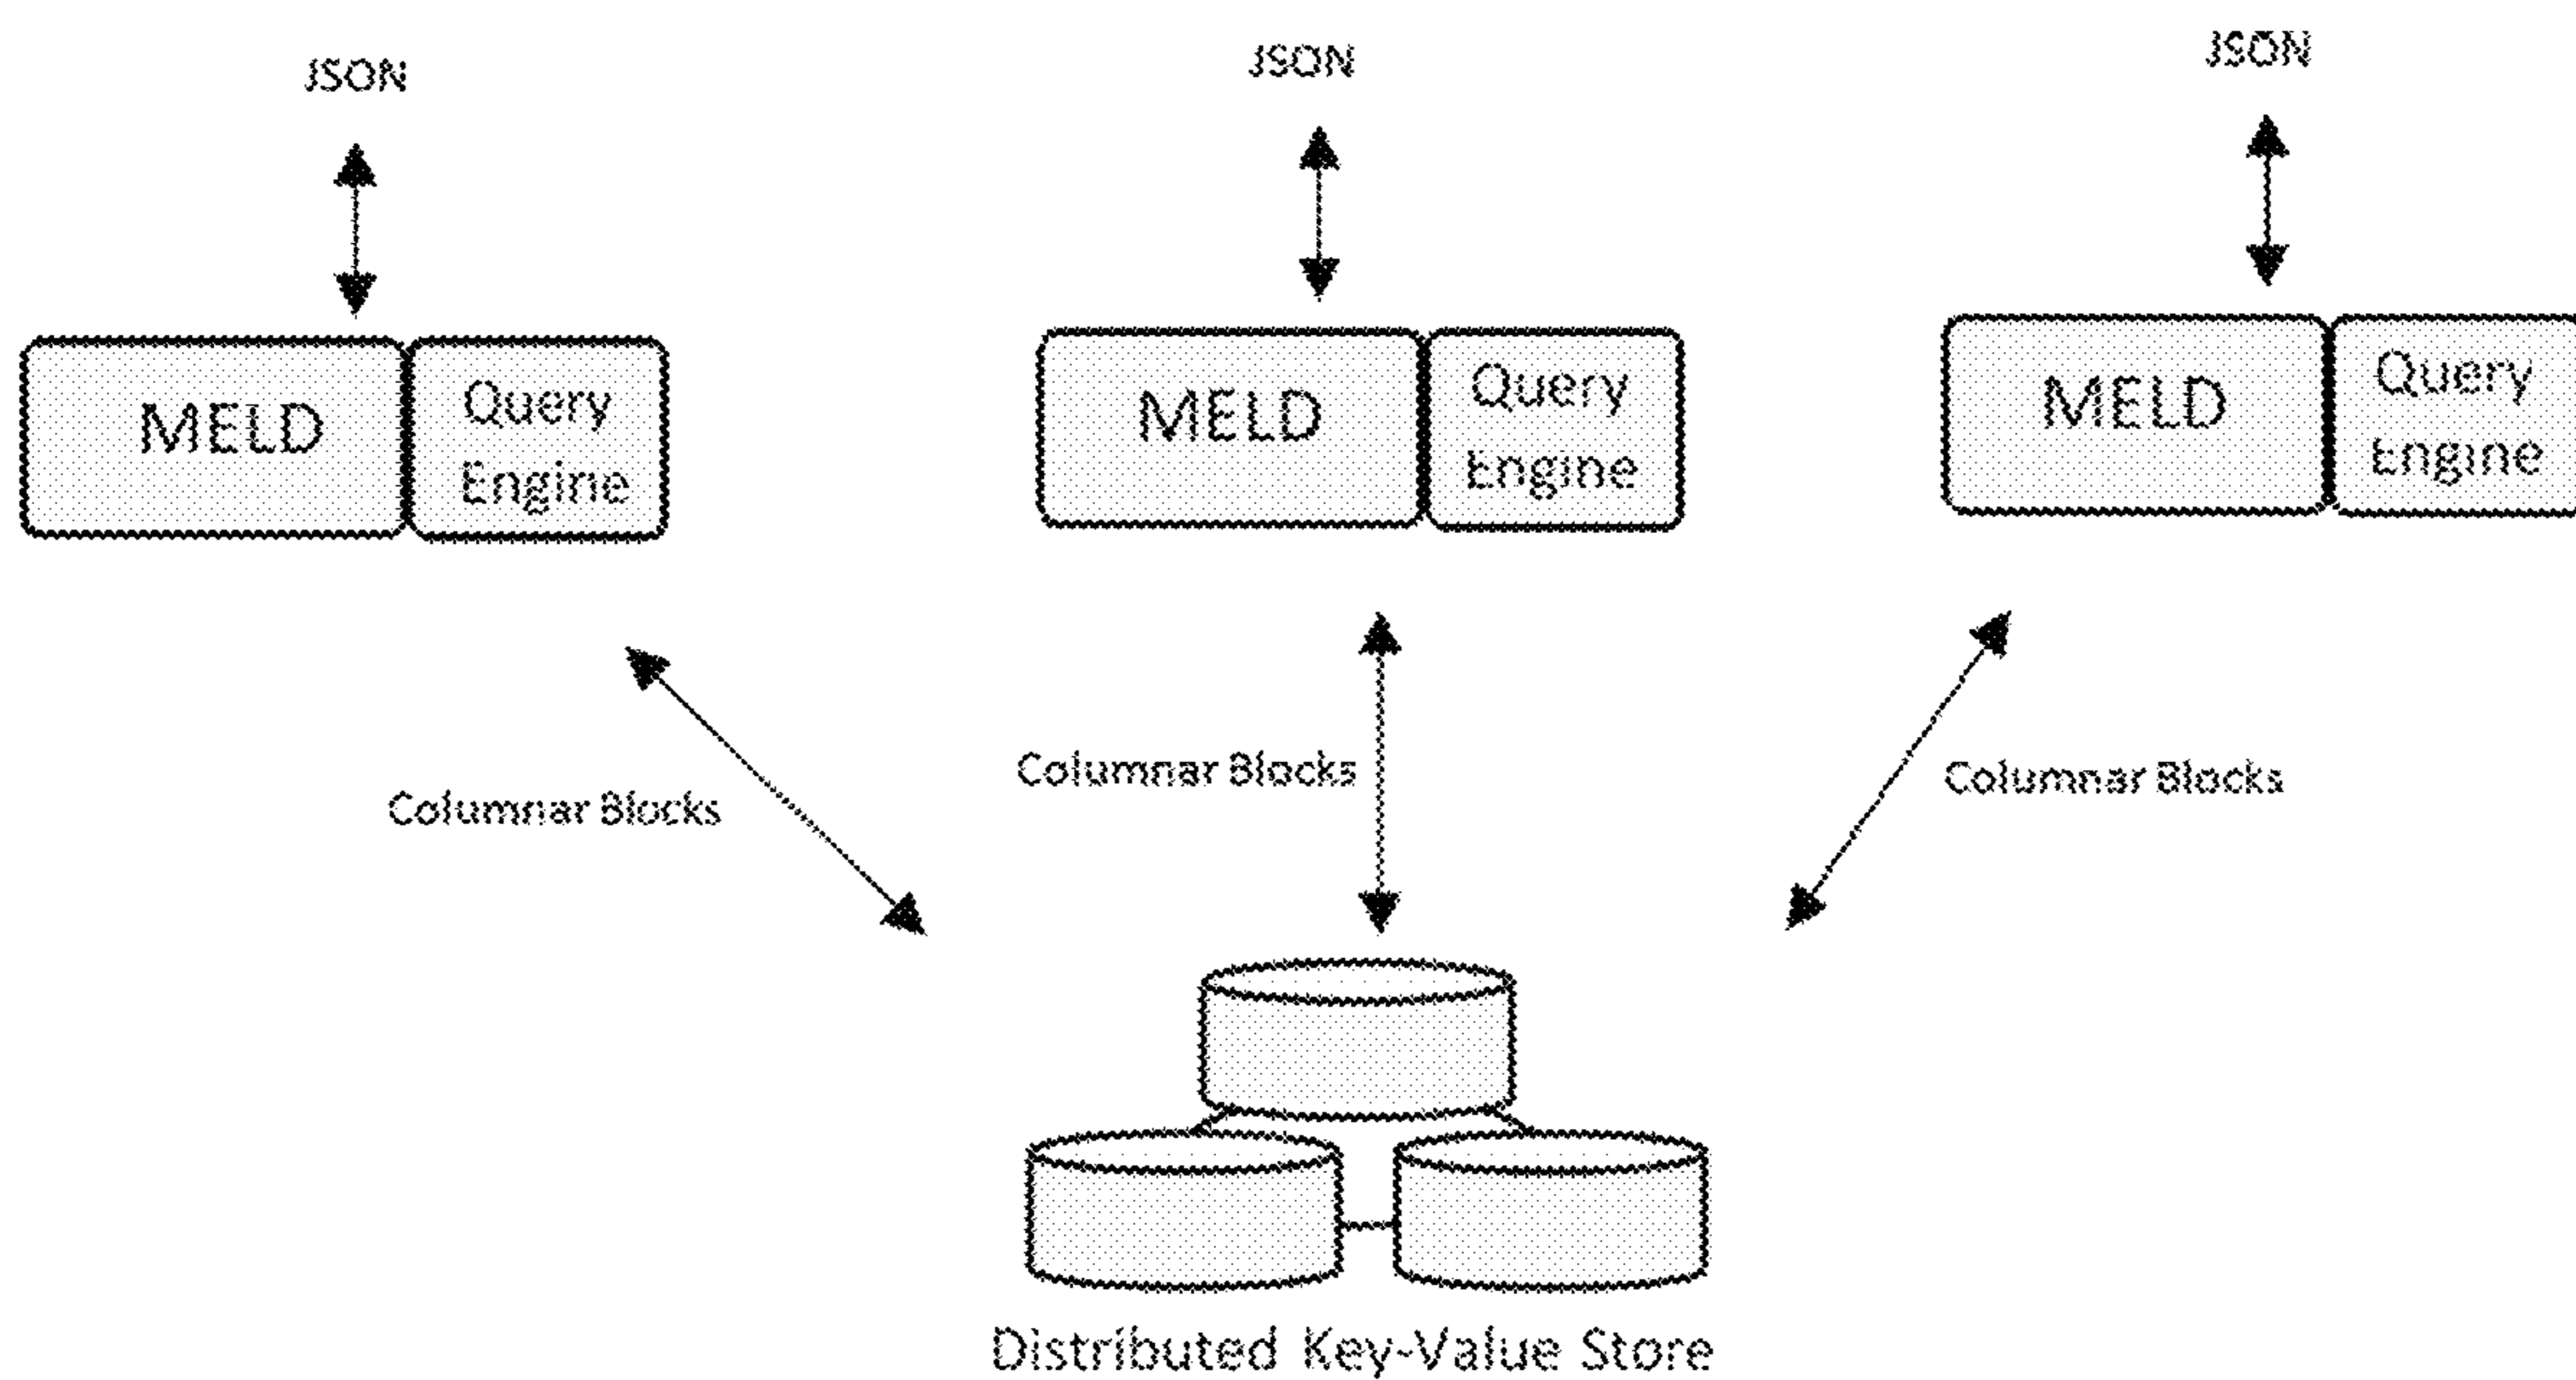 JSON
JSON
JSON
MELD
Query
Engine
MELD
Query
Engine
MELD
Query
Engine
Columnar Blocks
Columnar Blocks
Columnar Blocks
Distributed Key-Value Store